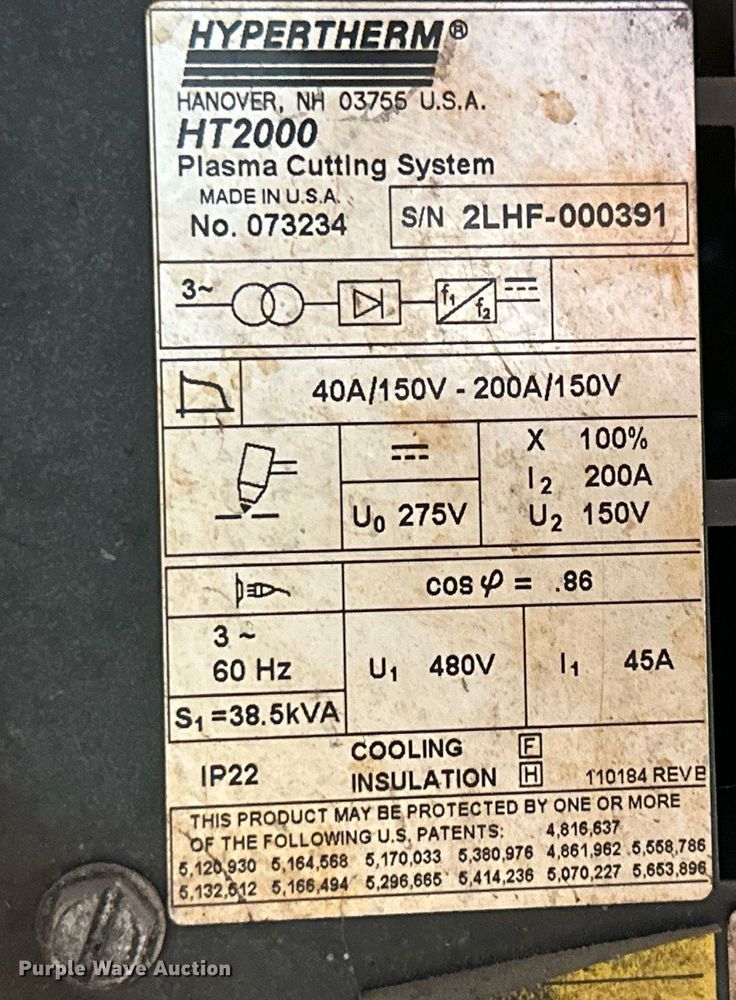 HYPERTHERM®
HANOVER, NH 03755 U.S.A.
HT2000
Plasma Cutting System
MADE IN U.S.A.
No. 073234
S/N 2LHF-000391
3~
f1
f2
40A/150V - 200A/150V
X 100%
I2 200A
U0 275V
U2 150V
cos φ = .86
3 ~
60 Hz
U1 480V
I1 45A
S1 =38.5kVA
IP22
COOLING F
INSULATION H
110184 REV B
THIS PRODUCT MAY BE PROTECTED BY ONE OR MORE
OF THE FOLLOWING U.S. PATENTS: 4,816,637
5,120,930 5,164,568 5,170,033 5,380,976 4,861,962 5,558,786
5,132,512 5,166,494 5,296,665 5,414,236 5,070,227 5,653,896
Purple Wave Auction